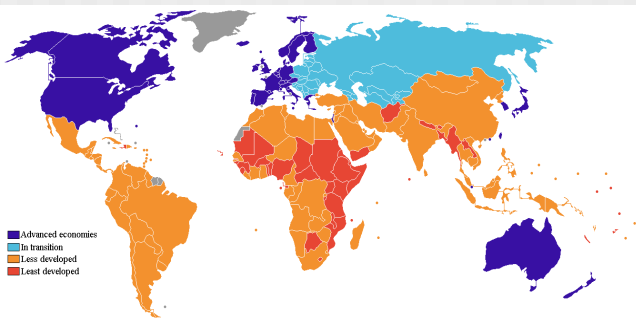 Advanced economies
In transition
Less developed
Least developed